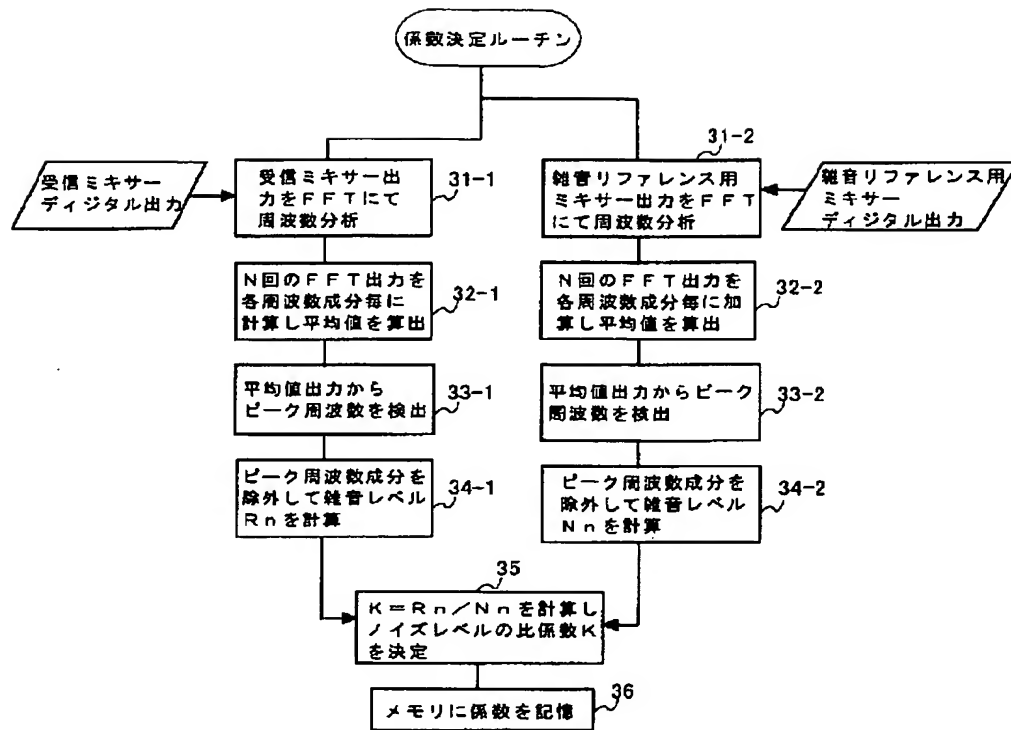 係数決定ルーチン
受信ミキサー
ディジタル出力
受信ミキサー出
力をFFTにて
周波数分析
31-1
31-2
雑音リファレンス用
ミキサー出力をFFT
にて周波数分析
雑音リファレンス用
ミキサー
ディジタル出力
N回のFFT出力を
各周波数成分毎に
計算し平均値を算出
32-1
N回のFFT出力を
各周波数成分毎に加
算し平均値を算出
32-2
平均値出力から
ピーク周波数を検出
33-1
平均値出力からピーク
周波数を検出
33-2
ピーク周波数成分を
除外して雑音レベル
Rnを計算
34-1
ピーク周波数成分を
除外して雑音レベル
Nnを計算
34-2
35
K=Rn/Nnを計算し
ノイズレベルの比係数K
を決定
メモリに係数を記憶
36